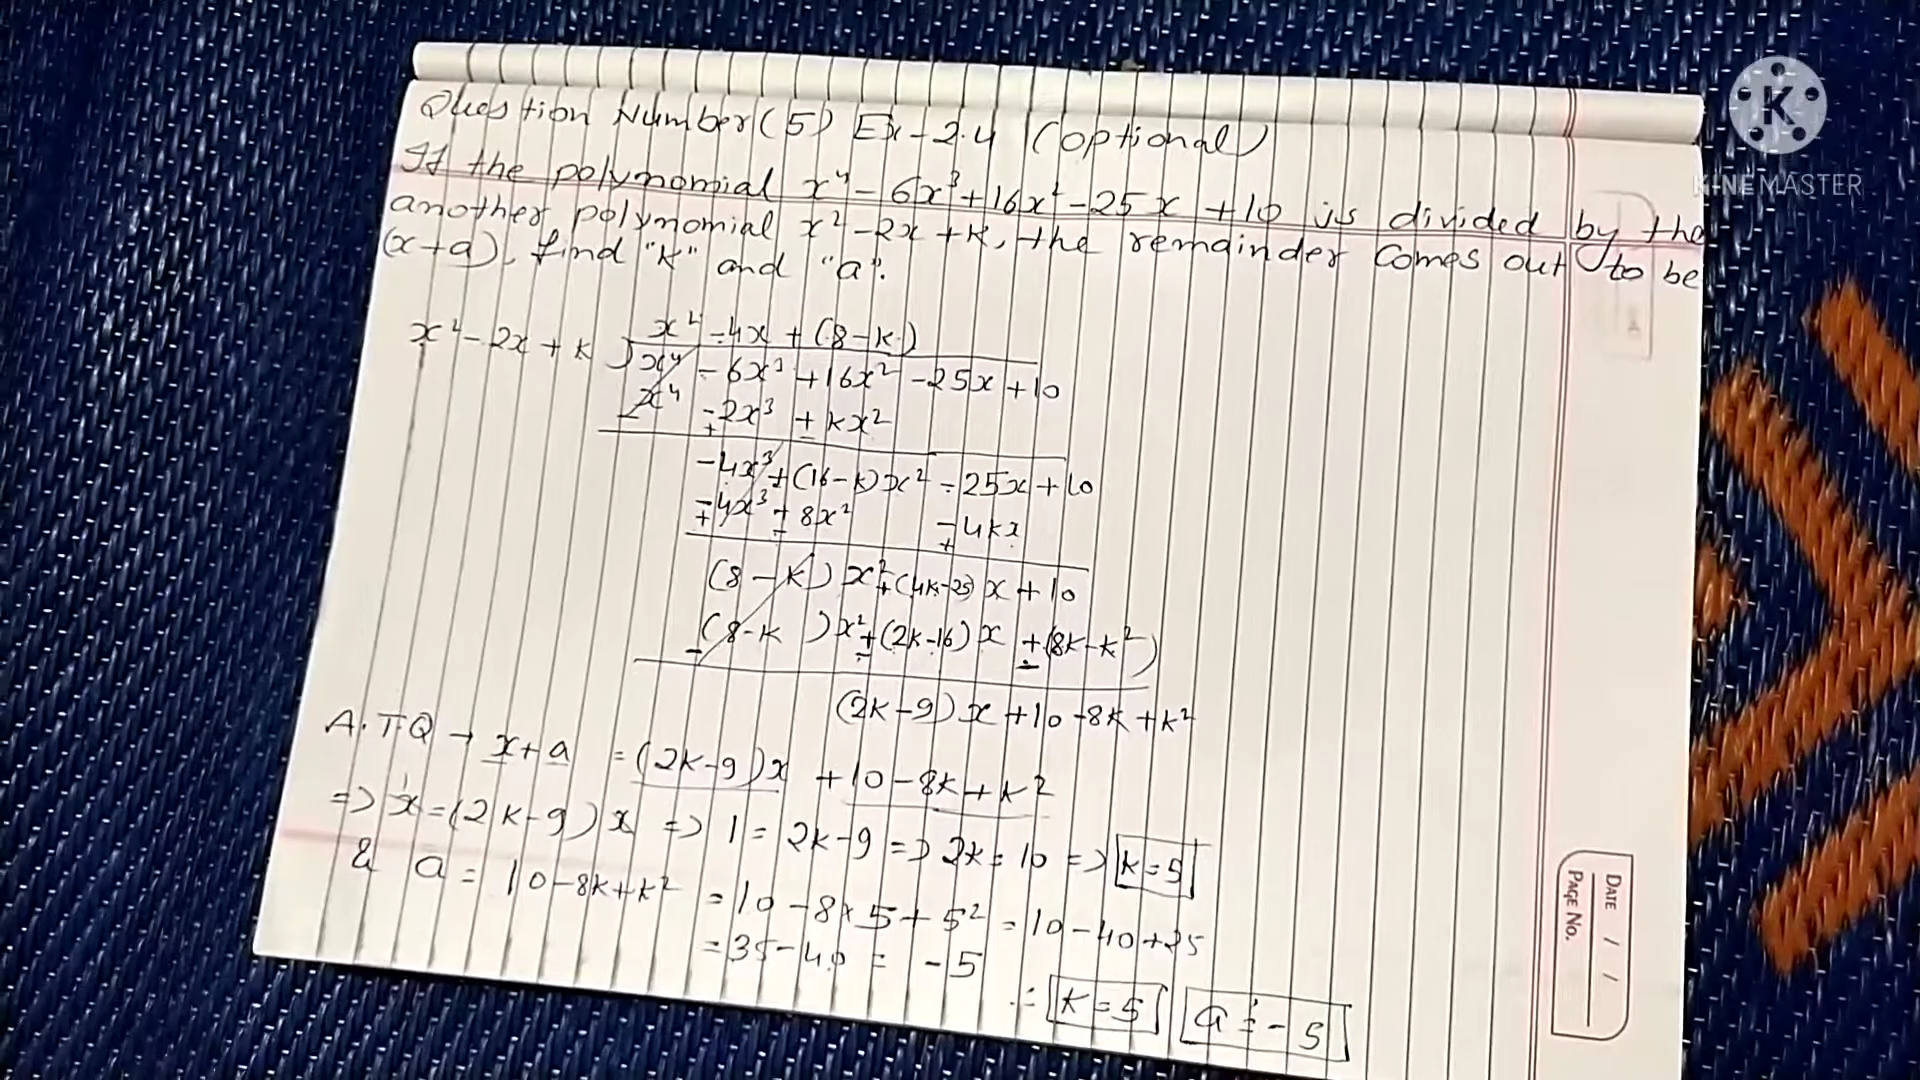 Question Number (5) Ex-2.4 (optional)
If the polynomial x⁴ - 6x³ + 16x² - 25x + 10 is divided by the
another polynomial x² - 2x + k, the remainder comes out to be
(x+a), find "k" and "a".
x² - 4x + (8-k)
x² - 2x + k ) x⁴ - 6x³ + 16x² - 25x + 10
x⁴ - 2x³ + kx²
- + -
-4x³ + (16-k)x² - 25x + 10
-4x³ + 8x² - 4kx
+ - +
(8-k)x² + (4k-25)x + 10
(8-k)x² + (2k-16)x + (8k-k²)
- - -
(2k-9)x + 10 - 8k + k²
A.T.Q → x+a = (2k-9)x + 10 - 8k + k²
=> x = (2k-9)x => 1 = 2k-9 => 2k = 10 => k=5
& a = 10-8k+k² = 10 - 8×5 + 5² = 10-40+25
= 35-40 = -5
∴ k=5 a=-5
K
KINEMASTER
DATE / /
PAGE NO.